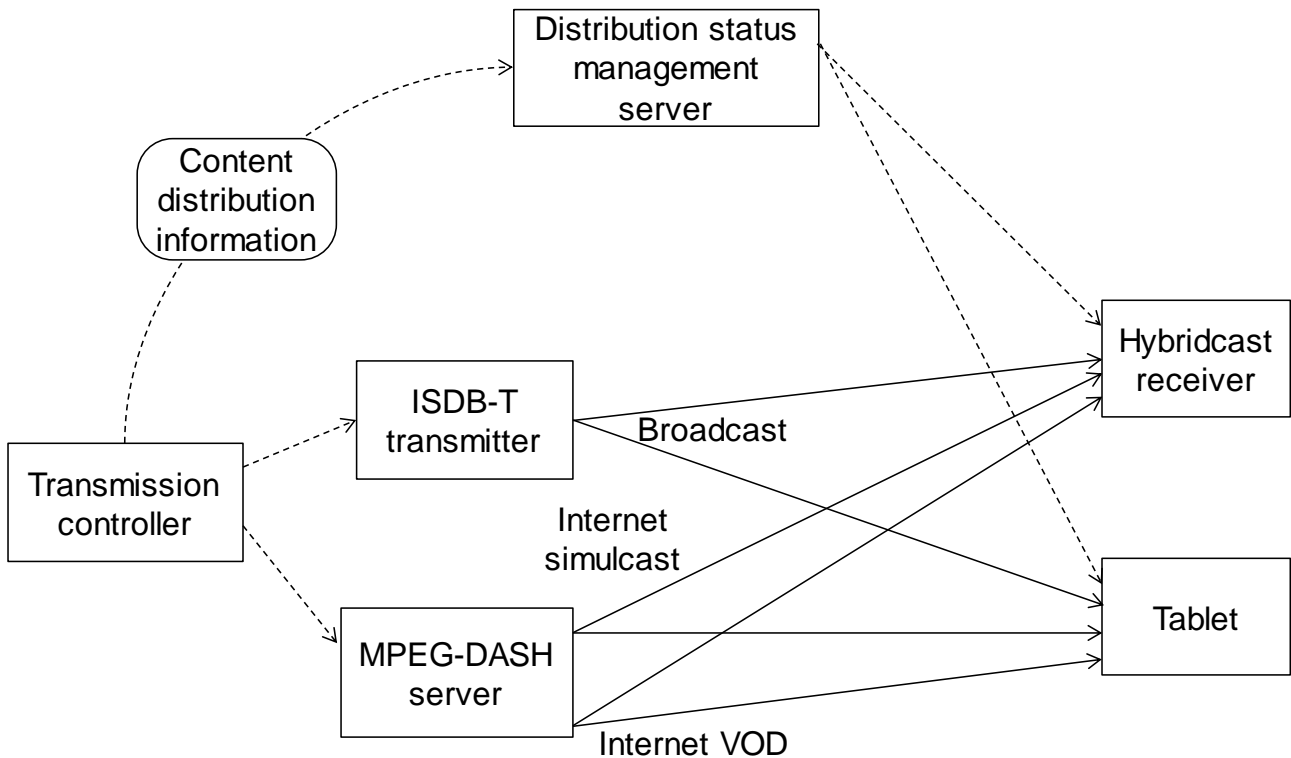 Distribution status
management
server
Content
distribution
information
Hybridcast
receiver
ISDB-T
transmitter
Broadcast
Transmission
controller
Internet
simulcast
Tablet
MPEG-DASH
server
Internet VOD